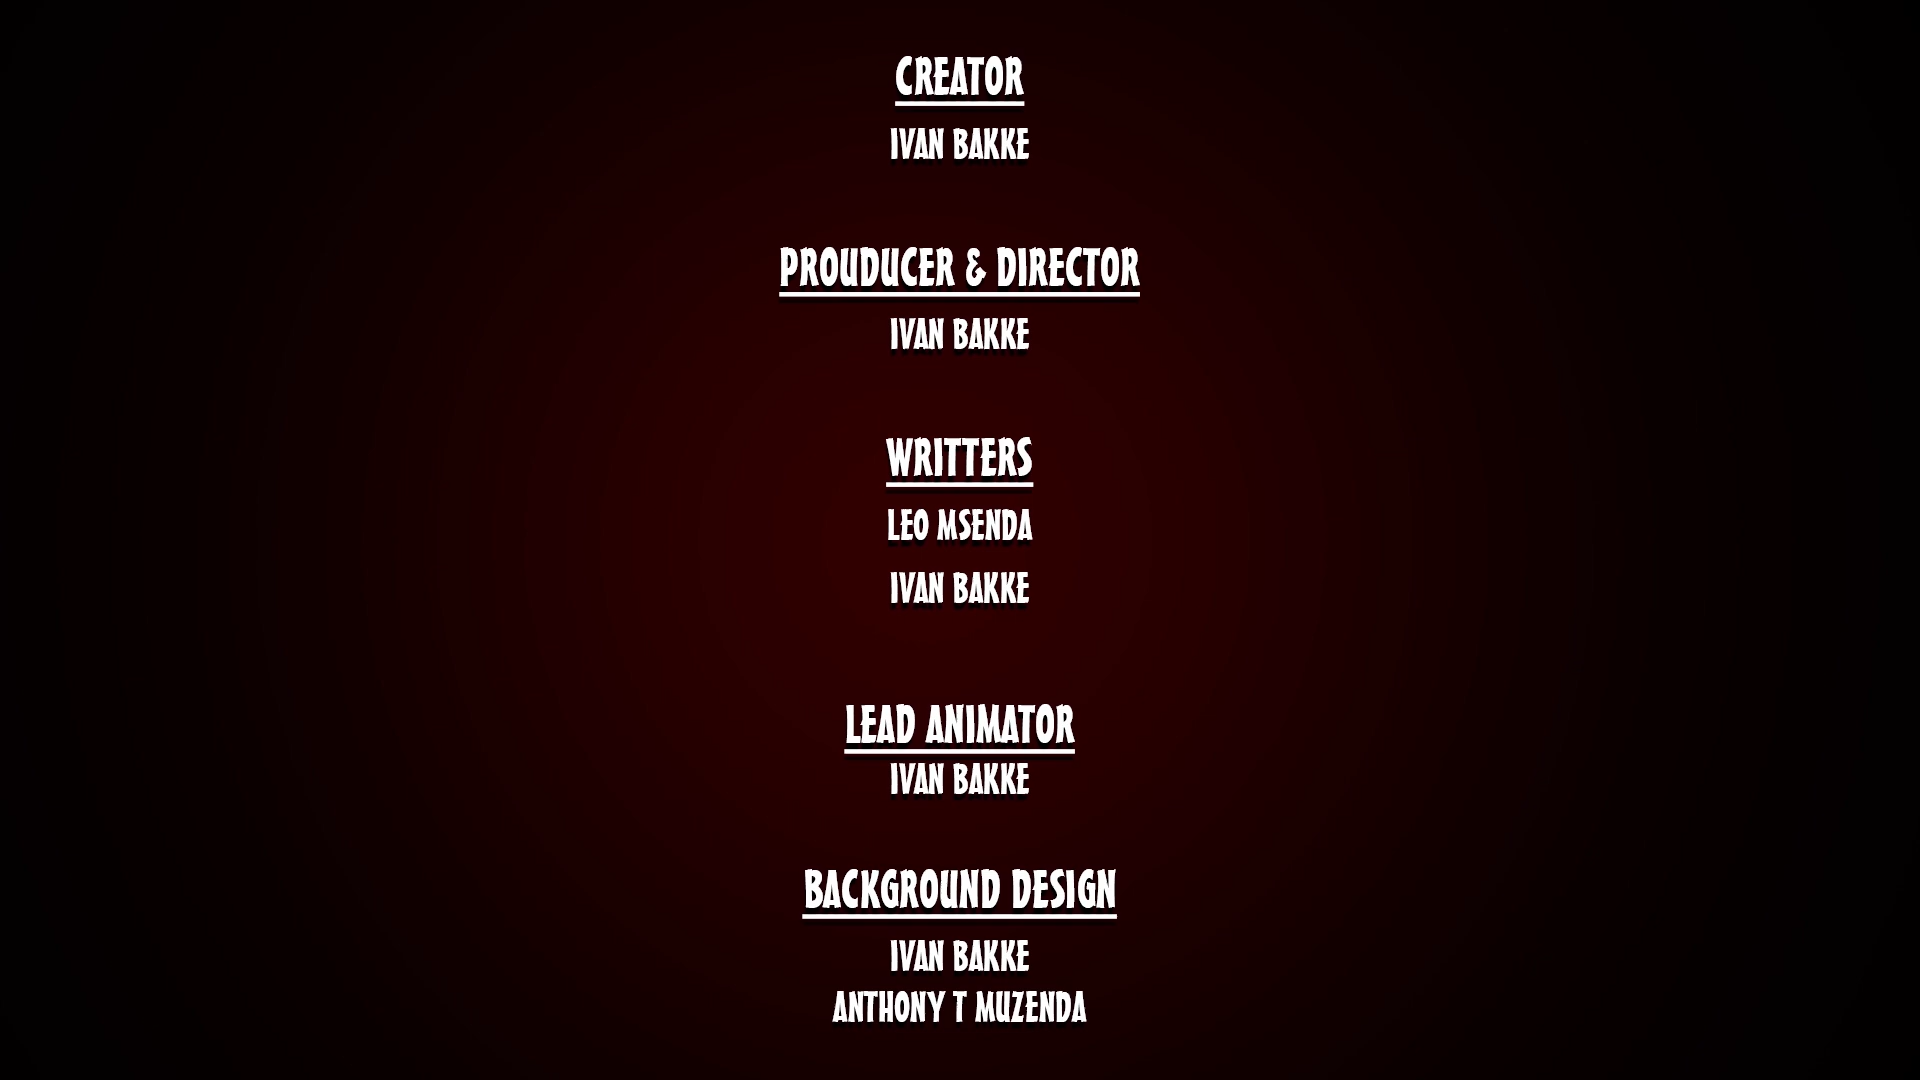 CREATOR
IVAN BAKKE
PROUDUCER & DIRECTOR
IVAN BAKKE
WRITTERS
LEO MSENDA
IVAN BAKKE
LEAD ANIMATOR
IVAN BAKKE
BACKGROUND DESIGN
IVAN BAKKE
ANTHONY T MUZENDA